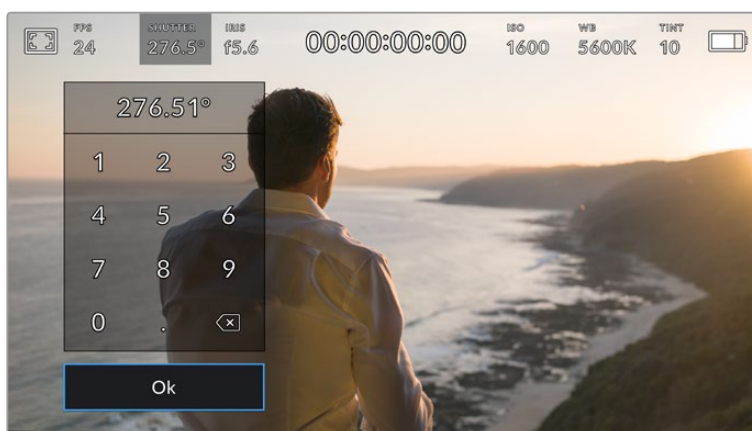 FPS SHUTTER IRIS ISO WB TINT
24 276.5° f5.6 00:00:00:00 1600 5600K 10
276.51°
1 2 3
4 5 6
7 8 9
0 .
Ok